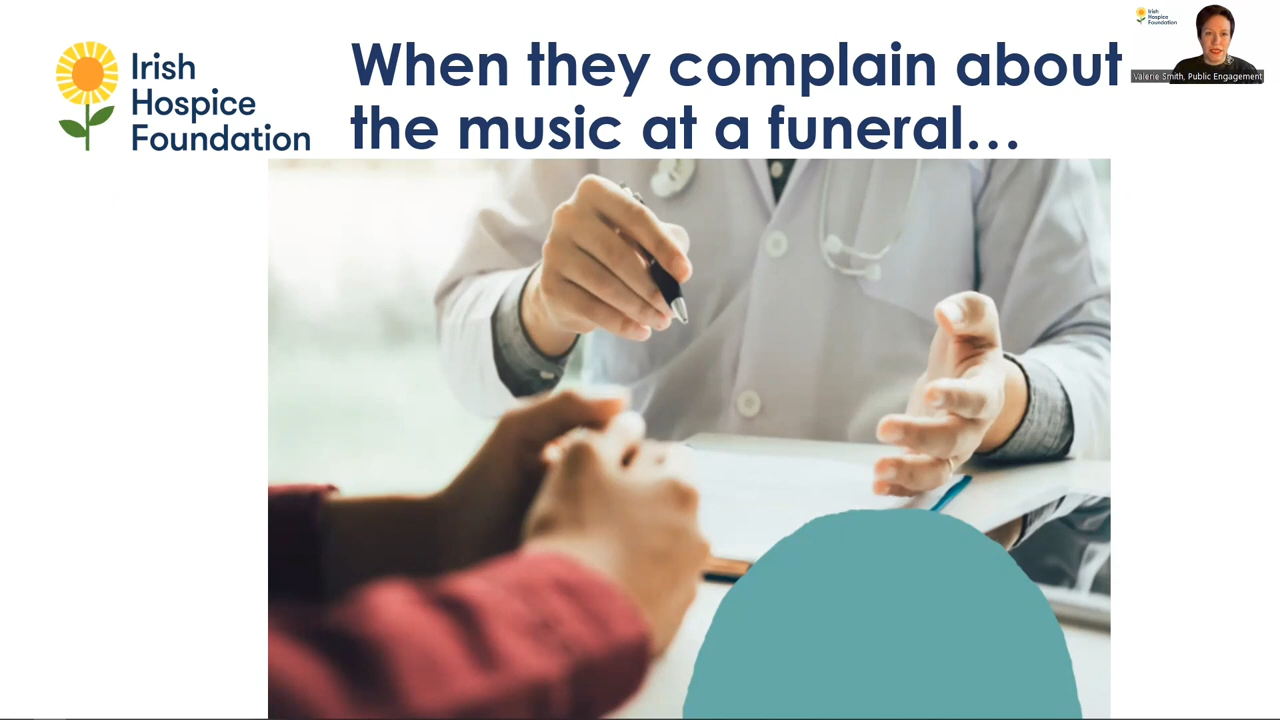 Irish
Hospice
Foundation
When they complain about
the music at a funeral...
Irish
Hospice
Foundation
Valerie Smith, Public Engagement